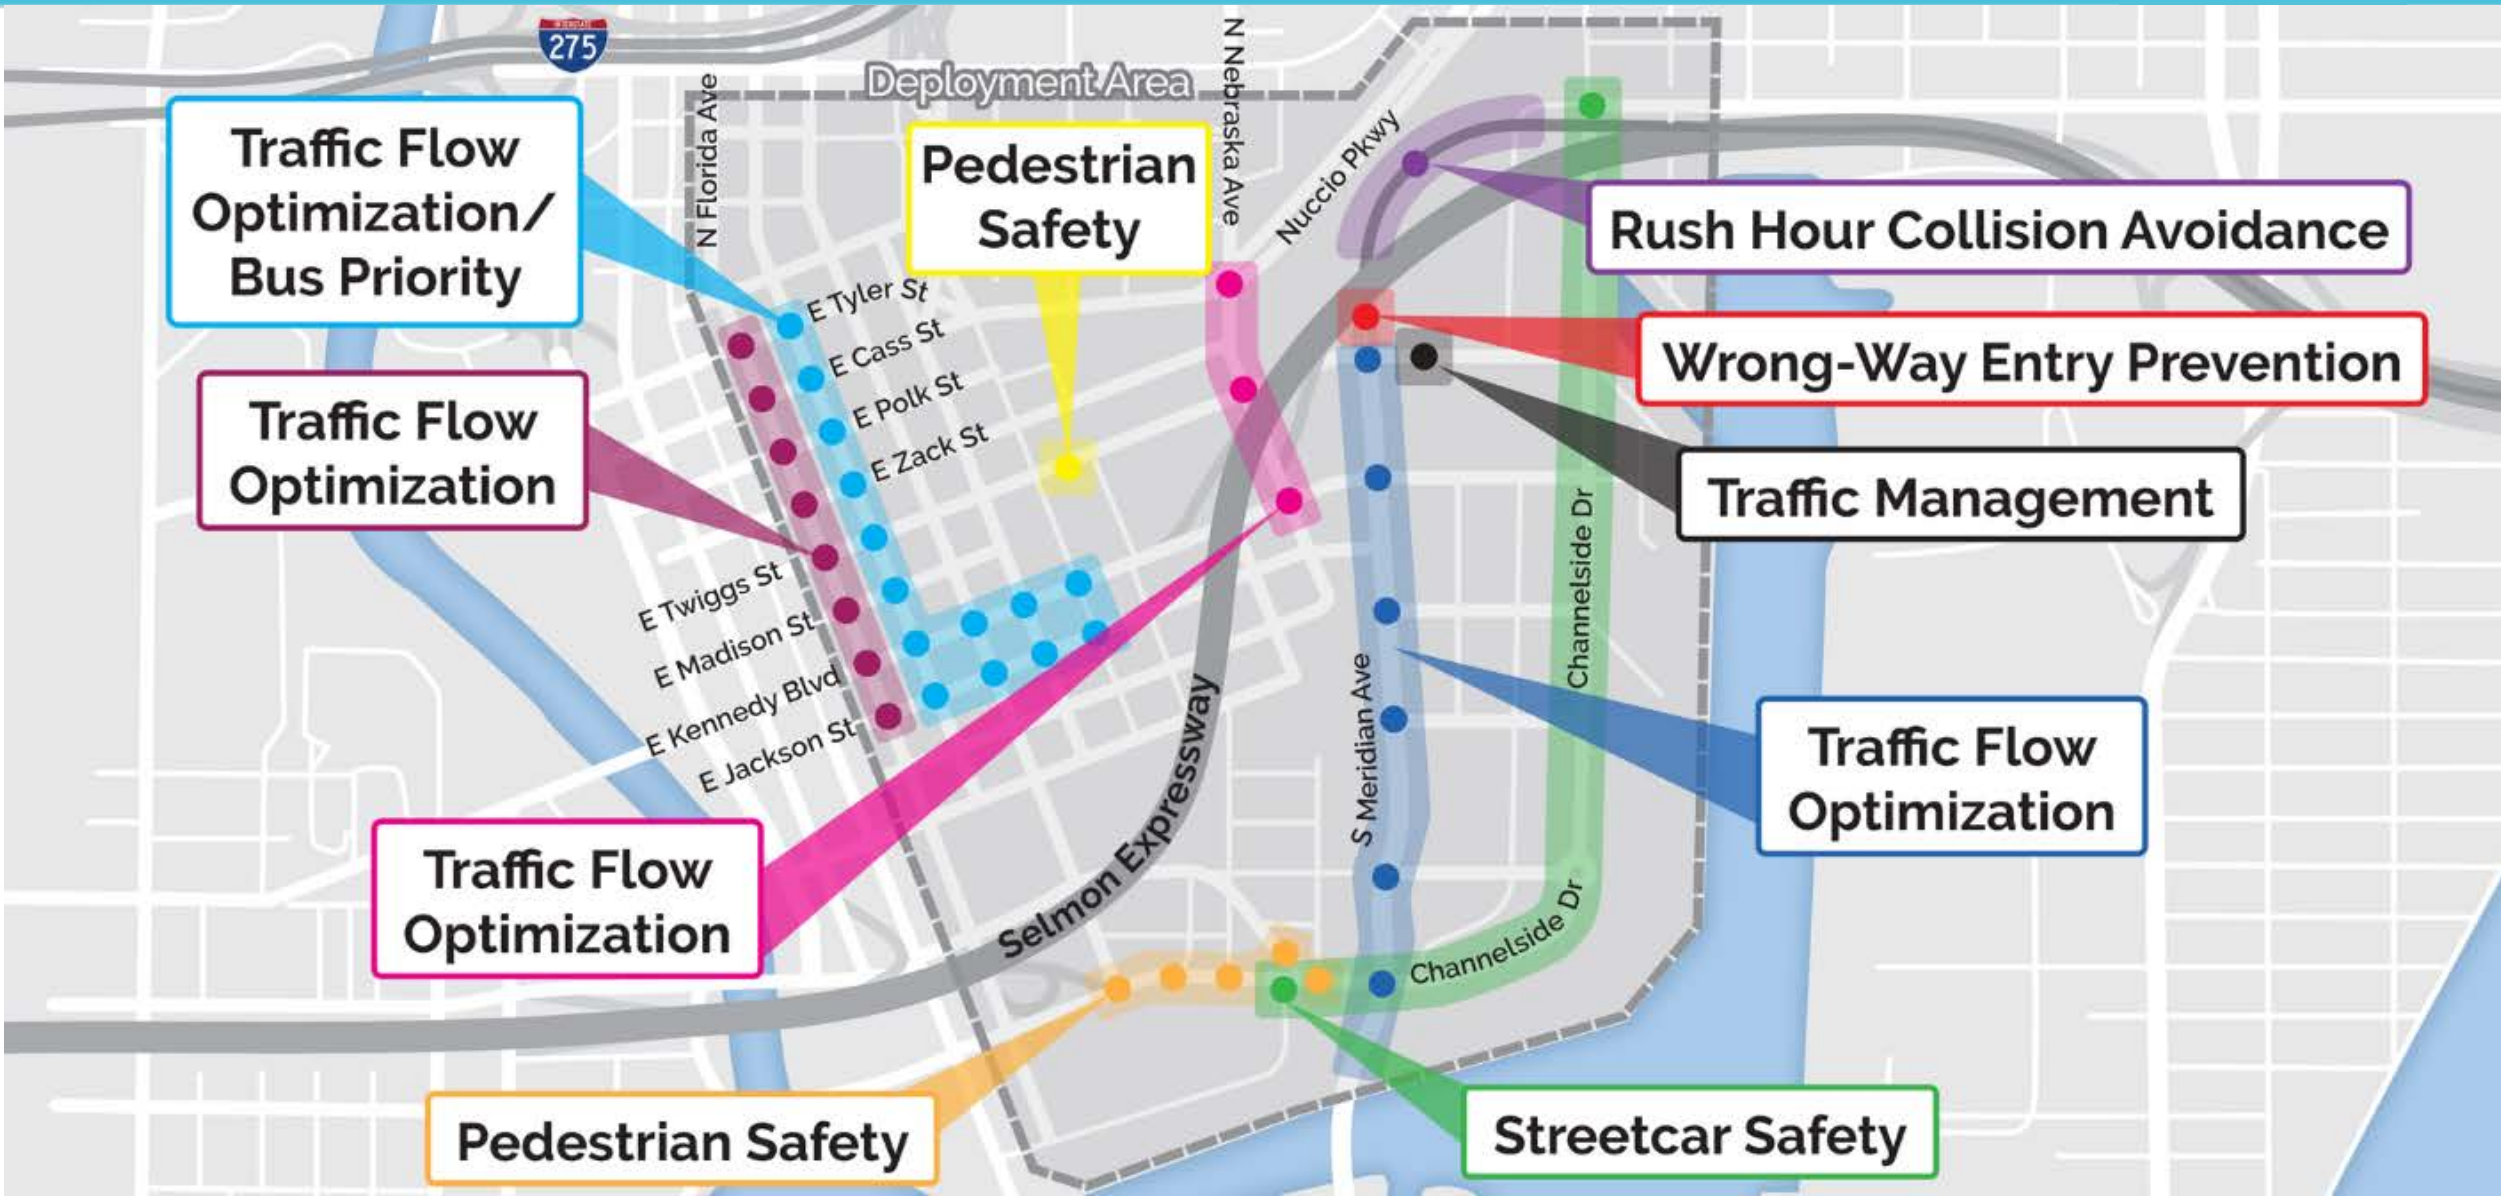 INTERSTATE
275
Deployment Area
N Florida Ave
N Nebraska Ave
Nuccio Pkwy
Traffic Flow
Optimization/
Bus Priority
Pedestrian
Safety
Rush Hour Collision Avoidance
E Tyler St
E Cass St
E Polk St
E Zack St
Wrong-Way Entry Prevention
Traffic Flow
Optimization
Traffic Management
Channelside Dr
E Twiggs St
E Madison St
E Kennedy Blvd
E Jackson St
S Meridian Ave
Selmon Expressway
Traffic Flow
Optimization
Traffic Flow
Optimization
Channelside Dr
Pedestrian Safety
Streetcar Safety